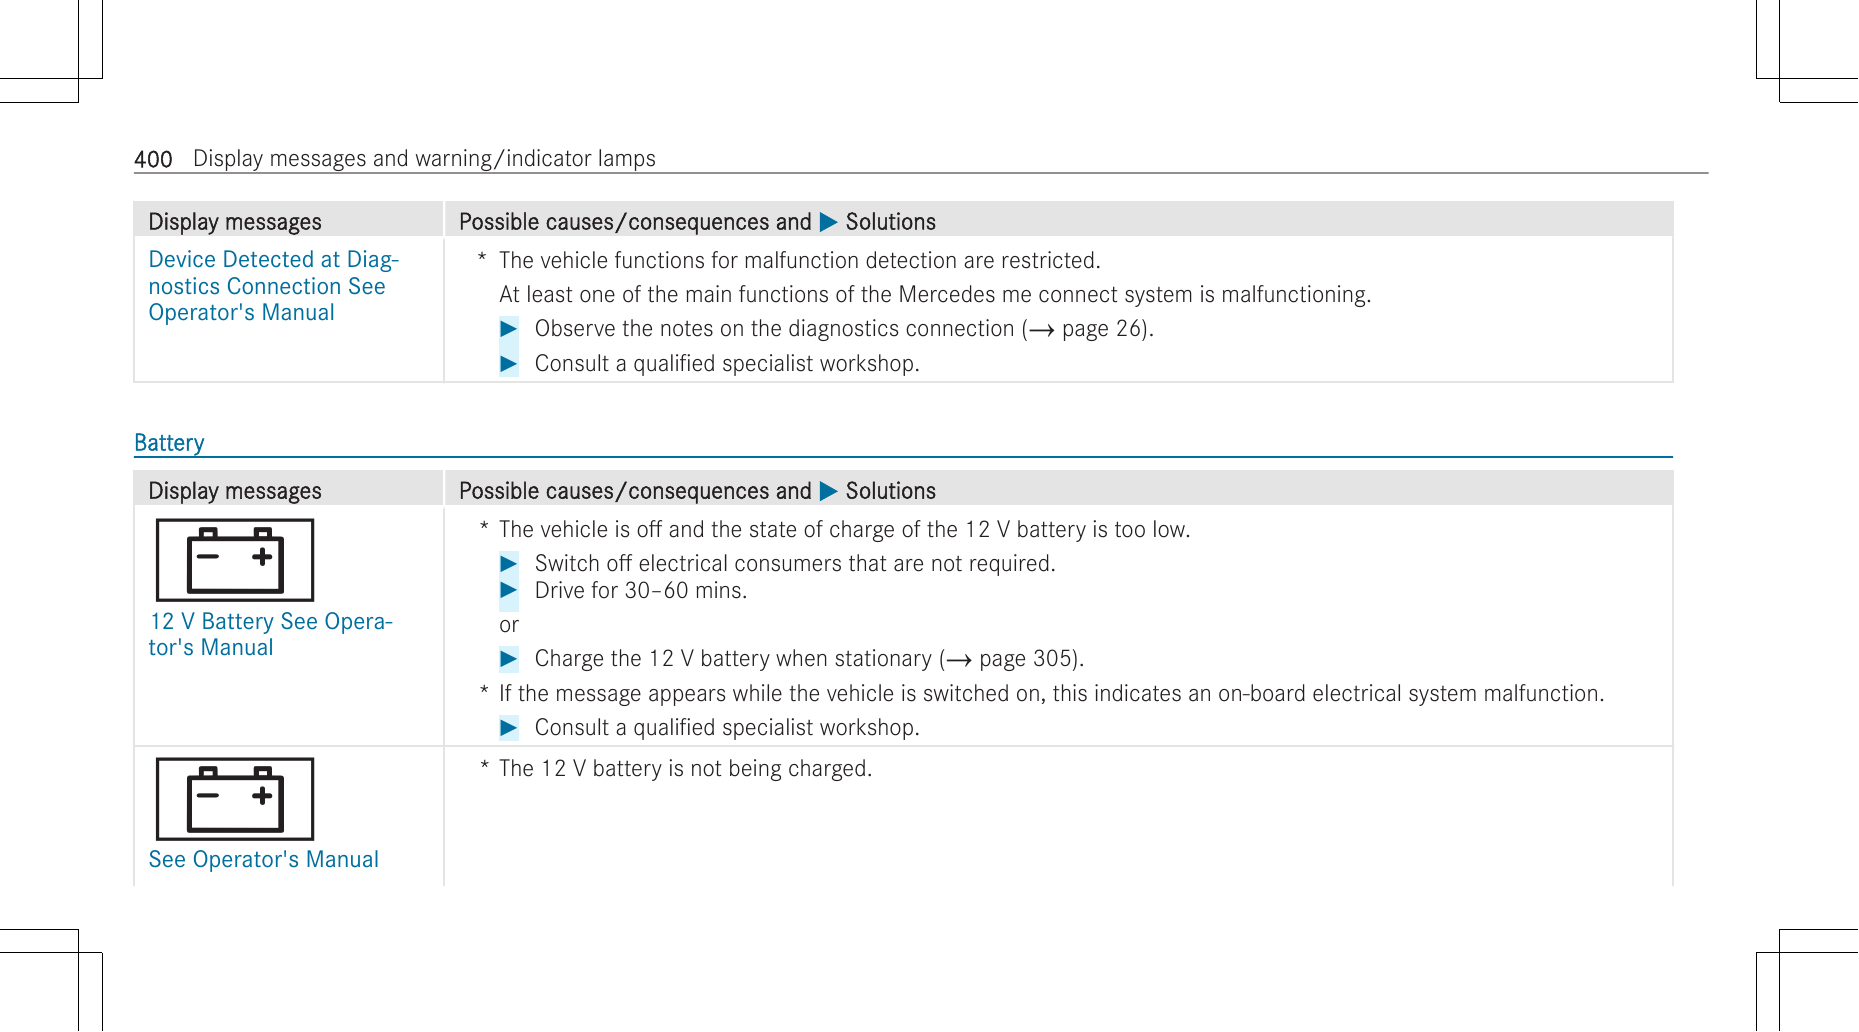 400 Display messages and warning/indicator lamps
Display messages Possible causes/consequences and ▶ Solutions
Device Detected at Diag-
nostics Connection See
Operator's Manual
* The vehicle functions for malfunction detection are restricted.
At least one of the main functions of the Mercedes me connect system is malfunctioning.
▶ Observe the notes on the diagnostics connection (→ page 26).
▶ Consult a qualified specialist workshop.
Battery
Display messages Possible causes/consequences and ▶ Solutions
12 V Battery See Opera-
tor's Manual
* The vehicle is off and the state of charge of the 12 V battery is too low.
▶ Switch off electrical consumers that are not required.
▶ Drive for 30–60 mins.
or
▶ Charge the 12 V battery when stationary (→ page 305).
* If the message appears while the vehicle is switched on, this indicates an on-board electrical system malfunction.
▶ Consult a qualified specialist workshop.
See Operator's Manual
* The 12 V battery is not being charged.